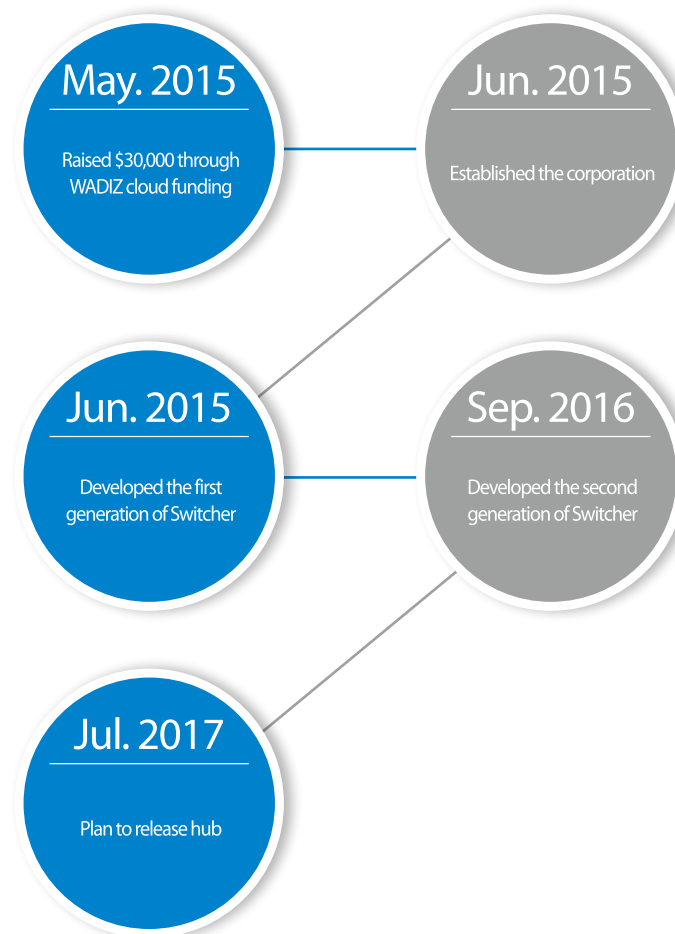 May. 2015
Raised $30,000 through
WADIZ cloud funding
Jun. 2015
Established the corporation
Jun. 2015
Developed the first
generation of Switcher
Sep. 2016
Developed the second
generation of Switcher
Jul. 2017
Plan to release hub